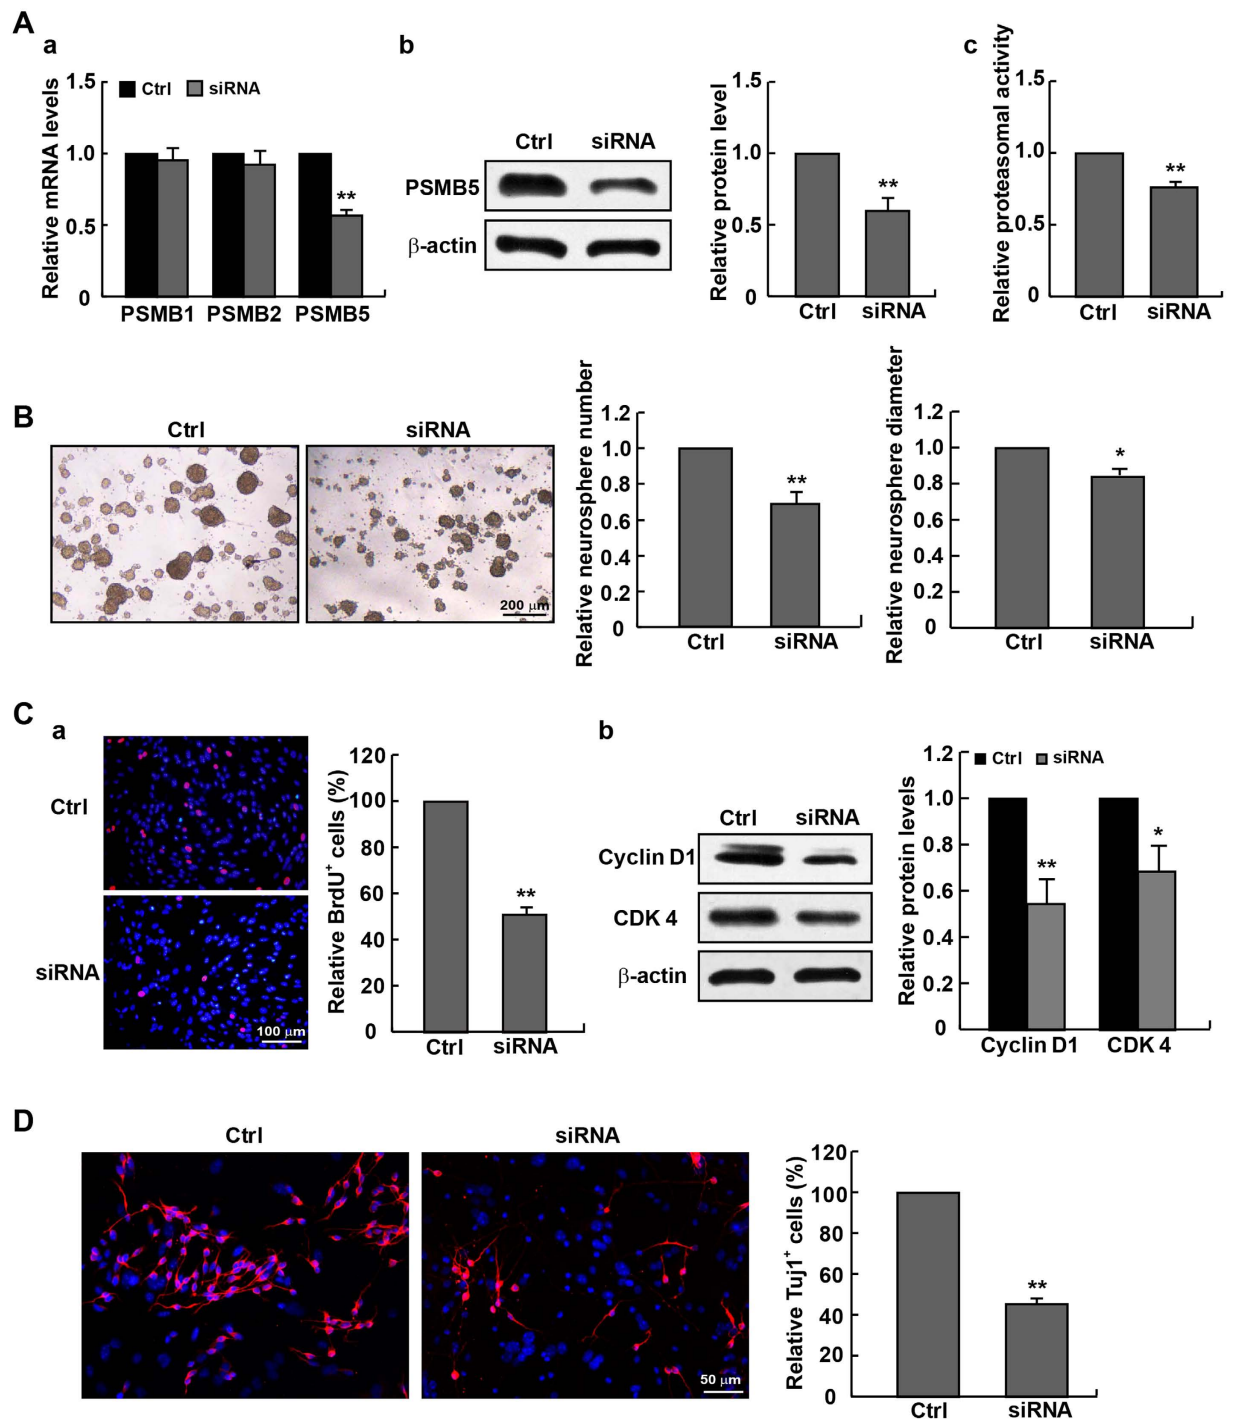 A
a
Relative mRNA levels
1.5
1.0
0.5
0
Ctrl siRNA
**
PSMB1 PSMB2 PSMB5
b
Ctrl siRNA
PSMB5
β-actin
Relative protein level
1.5
1.0
0.5
0
**
Ctrl siRNA
c
Relative proteasomal activity
1.5
1.0
0.5
0
**
Ctrl siRNA
B
Ctrl siRNA
200 μm
Relative neurosphere number
1.2
1.0
0.8
0.6
0.4
0.2
0
**
Ctrl siRNA
Relative neurosphere diameter
1.2
1.0
0.8
0.6
0.4
0.2
0
*
Ctrl siRNA
C
a
Ctrl
siRNA
100 μm
Relative BrdU⁺ cells (%)
120
100
80
60
40
20
0
**
Ctrl siRNA
b
Ctrl siRNA
Cyclin D1
CDK 4
β-actin
Relative protein levels
1.2
1.0
0.8
0.6
0.4
0.2
0
Ctrl siRNA
**
*
Cyclin D1 CDK 4
D
Ctrl siRNA
50 μm
Relative Tuj1⁺ cells (%)
120
100
80
60
40
20
0
**
Ctrl siRNA